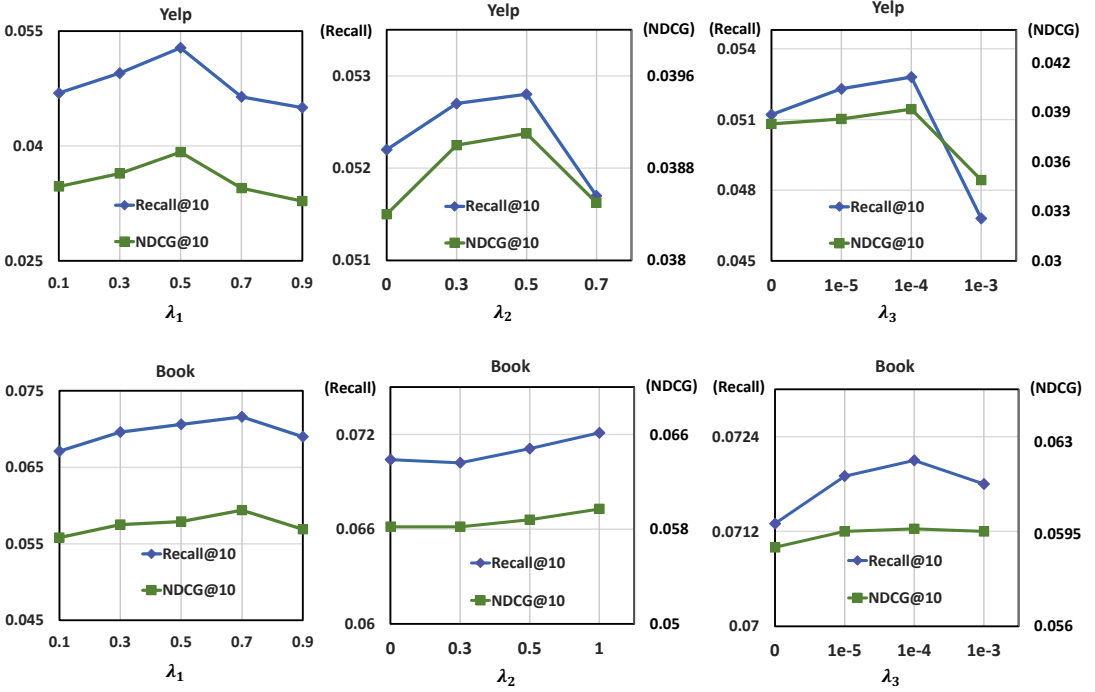 Yelp
0.055
0.04
0.025
Recall@10
NDCG@10
0.1 0.3 0.5 0.7 0.9
λ1
Yelp
(Recall) (NDCG)
0.053 0.0396
0.052 0.0388
0.051 0.038
Recall@10
NDCG@10
0 0.3 0.5 0.7
λ2
Yelp
(Recall) (NDCG)
0.054 0.042
0.051 0.039
0.036
0.048
0.033
0.045 0.03
Recall@10
NDCG@10
0 1e-5 1e-4 1e-3
λ3
Book
0.075
0.065
0.055
0.045
Recall@10
NDCG@10
0.1 0.3 0.5 0.7 0.9
λ1
Book
(Recall) (NDCG)
0.072 0.066
0.066 0.058
0.06 0.05
Recall@10
NDCG@10
0 0.3 0.5 1
λ2
Book
(Recall) (NDCG)
0.0724 0.063
0.0712 0.0595
0.07 0.056
Recall@10
NDCG@10
0 1e-5 1e-4 1e-3
λ3